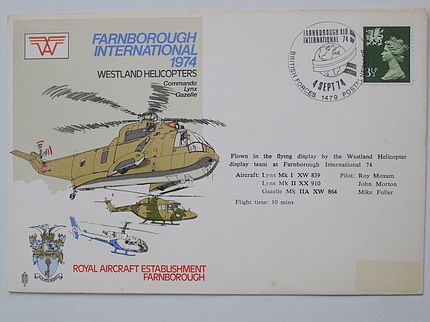 FARNBOROUGH
INTERNATIONAL
1974
WESTLAND HELICOPTERS
Commando
Lynx
Gazelle
ROYAL AIRCRAFT ESTABLISHMENT
FARNBOROUGH
FARNBOROUGH AIR
INTERNATIONAL 74
4 SEPT 74
BRITISH FORCES 1479 POSTAL
3½P
Flown in the flying display by the Westland Helicopter
display team at Farnborough International 74
Aircraft: Lynx Mk I XW 839 Pilot: Roy Moxam
Lynx Mk II XX 910 John Morton
Gazelle Mk IIA XW 864 Mike Fuller
Flight time: 10 mins